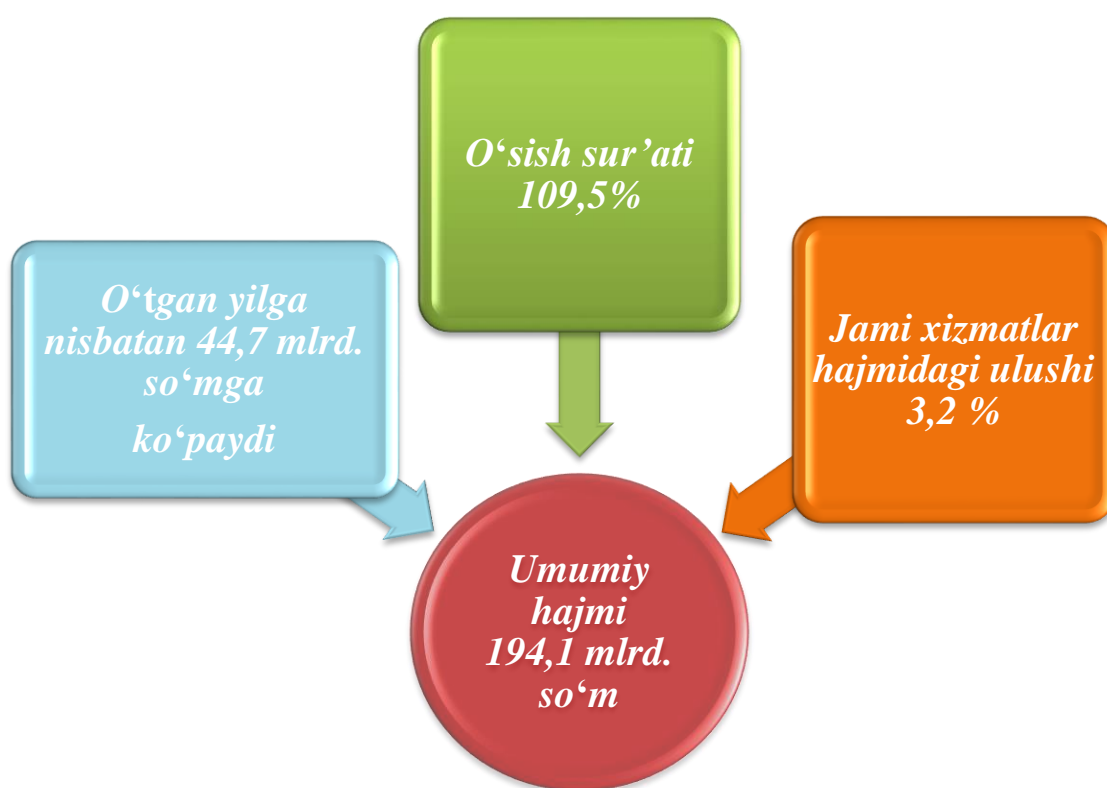 O‘sish sur’ati
109,5%
O‘tgan yilga
nisbatan 44,7 mlrd.
so‘mga
ko‘paydi
Jami xizmatlar
hajmidagi ulushi
3,2 %
Umumiy
hajmi
194,1 mlrd.
so‘m